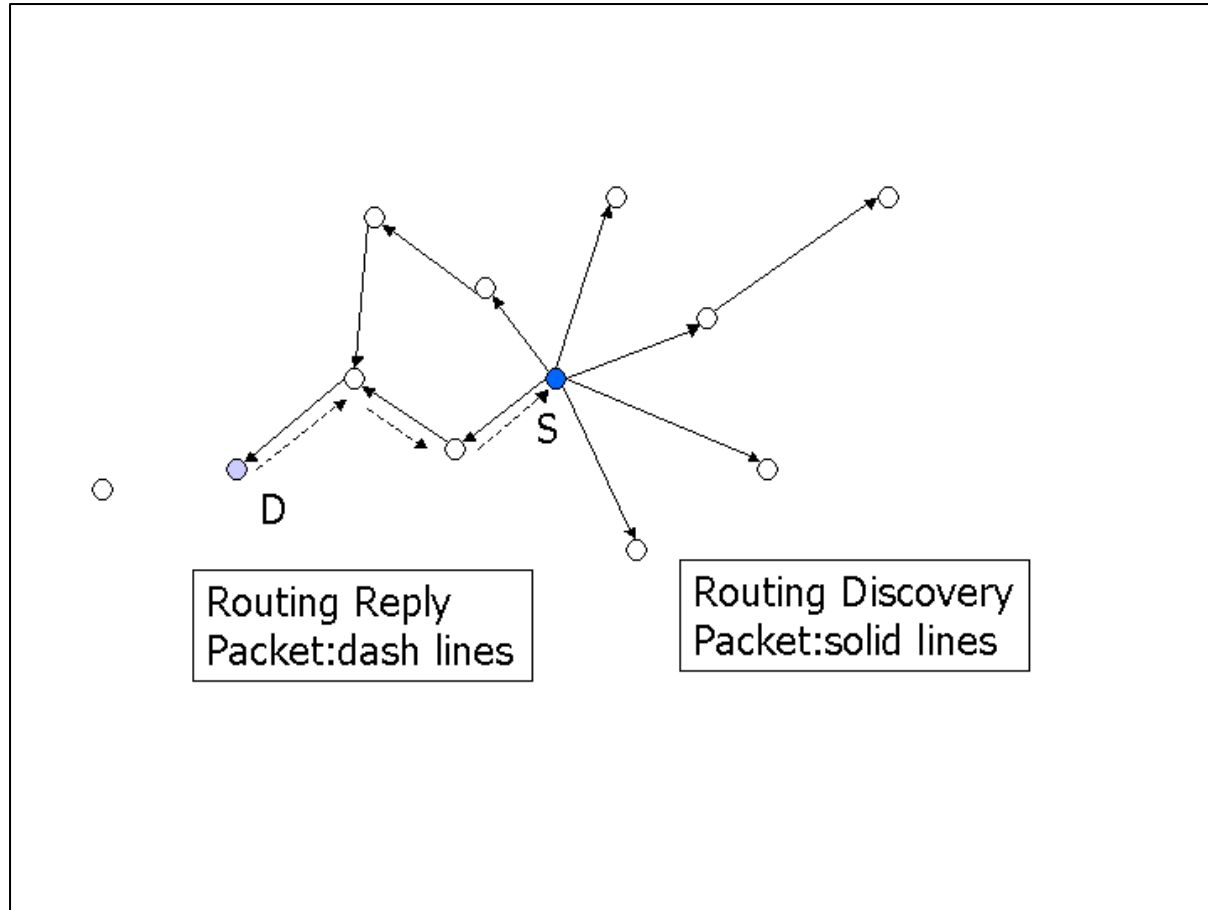 S
D
Routing Reply
Packet:dash lines
Routing Discovery
Packet:solid lines